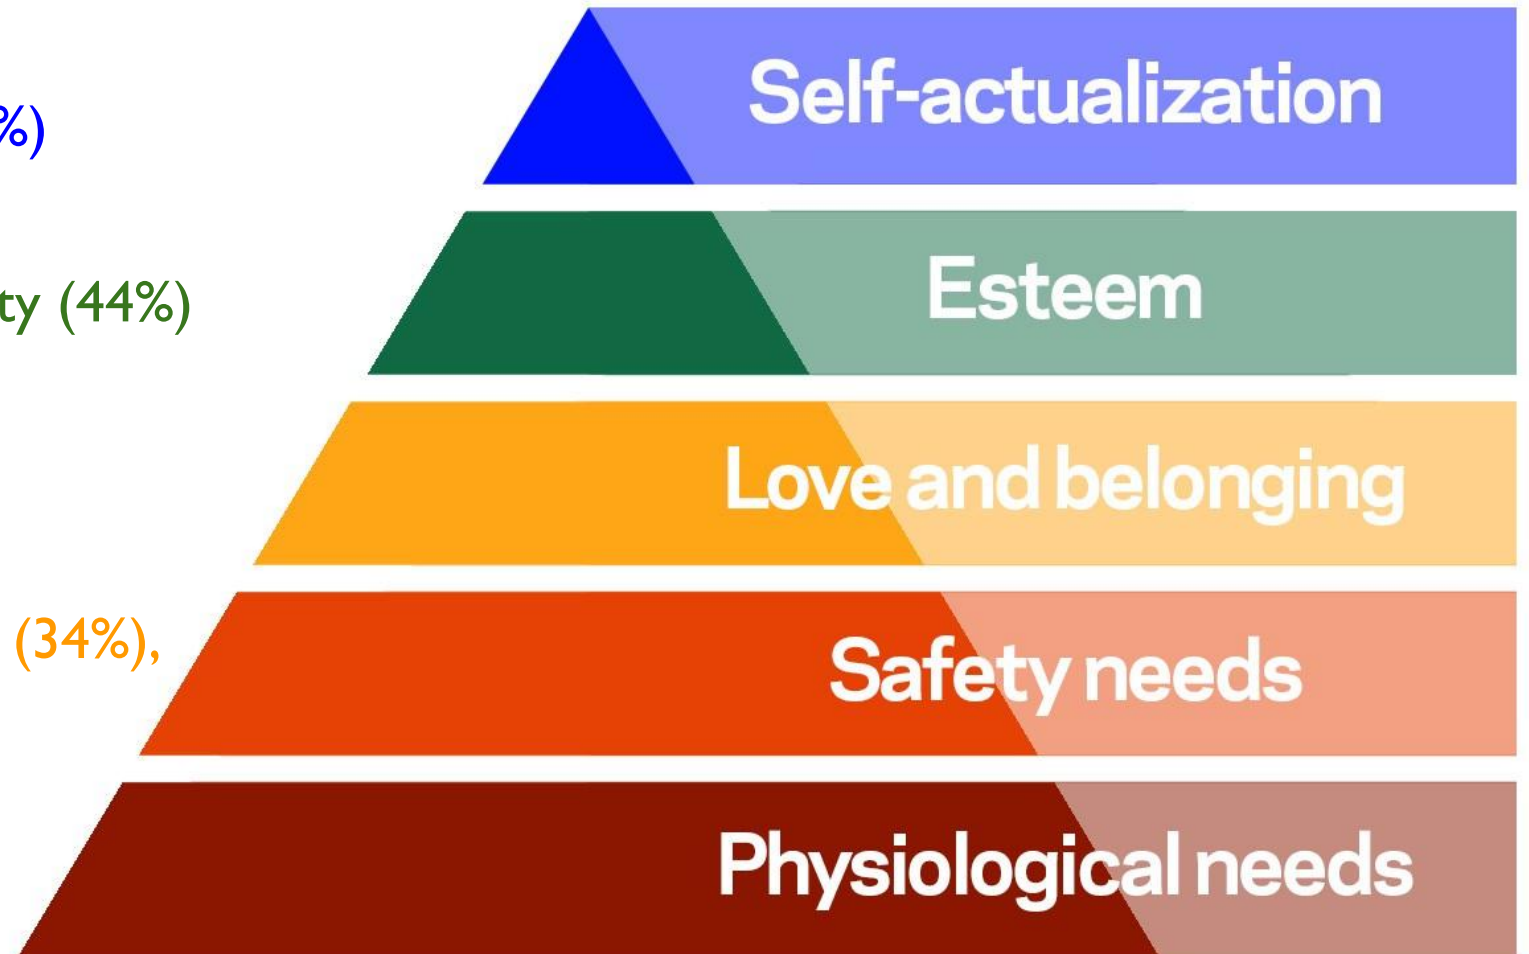 Self-actualization
%)
Esteem
ty (44%)
Love and belonging
(34%),
Safety needs
Physiological needs